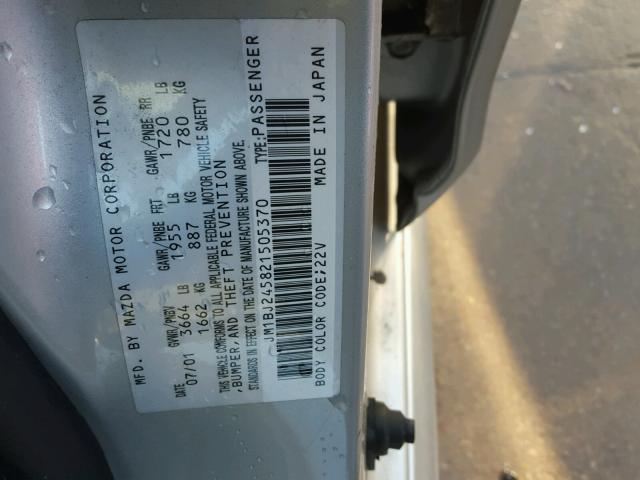 MFD. BY MAZDA MOTOR CORPORATION
DATE GVWR/PNBV GAWR/PNBE FRT GAWR/PNBE RR
07/01 3664 LB 1955 LB 1720 LB
1662 KG 887 KG 780 KG
THIS VEHICLE CONFORMS TO ALL APPLICABLE FEDERAL MOTOR VEHICLE SAFETY
,BUMPER,AND THEFT PREVENTION
STANDARDS IN EFFECT ON THE DATE OF MANUFACTURE SHOWN ABOVE
JM1BJ245821505370 TYPE:PASSENGER
BODY COLOR CODE;22V MADE IN JAPAN